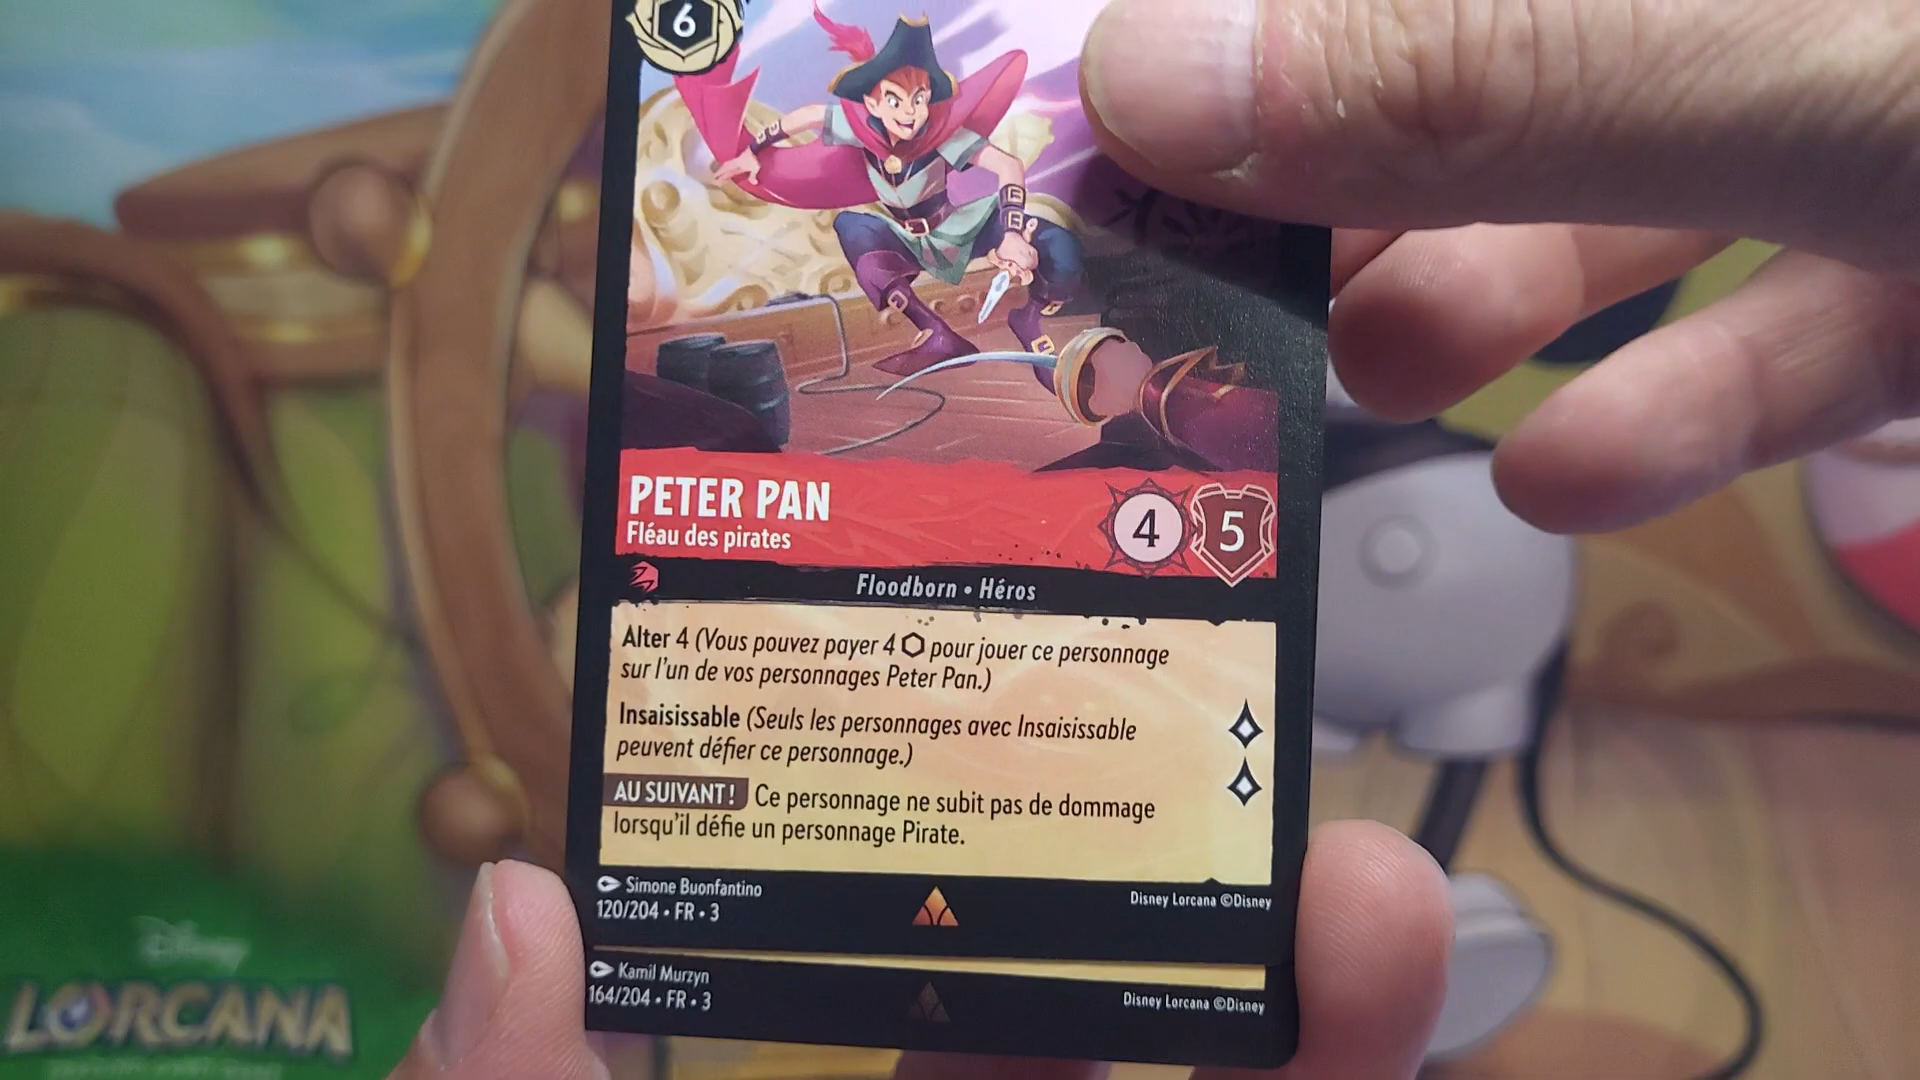 6
PETER PAN
Fléau des pirates
4
5
Floodborn • Héros
Alter 4 (Vous pouvez payer 4 pour jouer ce personnage
sur l'un de vos personnages Peter Pan.)
Insaisissable (Seuls les personnages avec Insaisissable
peuvent défier ce personnage.)
AU SUIVANT! Ce personnage ne subit pas de dommage
lorsqu'il défie un personnage Pirate.
Simone Buonfantino
120/204 • FR • 3
Disney Lorcana ©Disney
Kamil Murzyn
164/204 • FR • 3
Disney Lorcana ©Disney
Disney
LORCANA